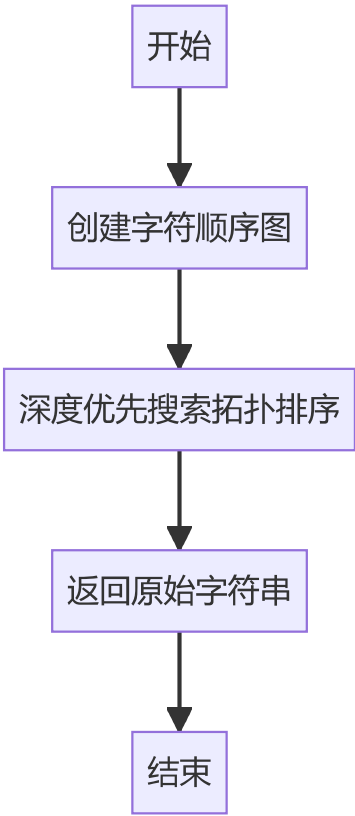 开始
创建字符顺序图
深度优先搜索拓扑排序
返回原始字符串
结束